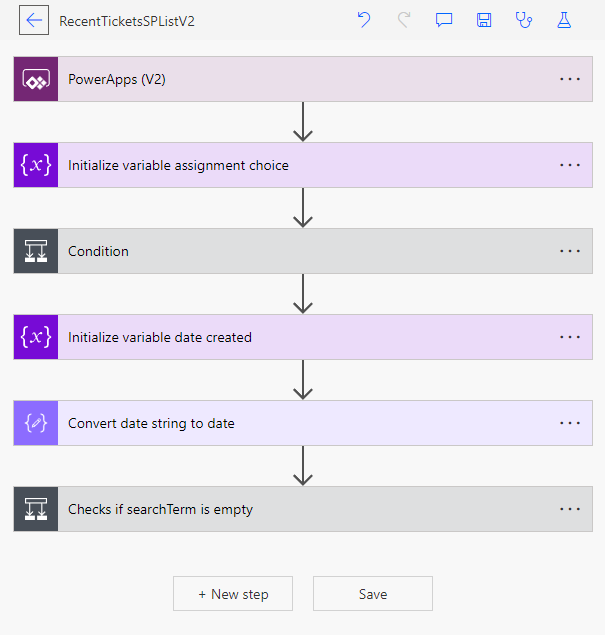 RecentTicketsSPListV2
PowerApps (V2)
{x} Initialize variable assignment choice
Condition
{x} Initialize variable date created
Convert date string to date
Checks if searchTerm is empty
+ New step
Save